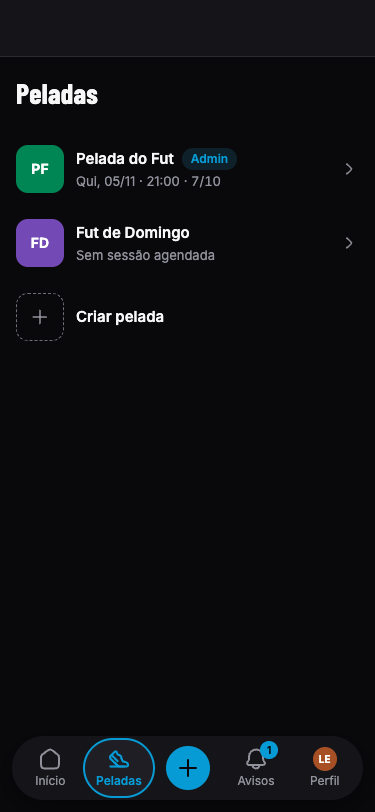 Peladas
PF
Pelada do Fut Admin
Qui, 05/11 · 21:00 · 7/10
FD
Fut de Domingo
Sem sessão agendada
Criar pelada
1
LE
Início
Peladas
Avisos
Perfil